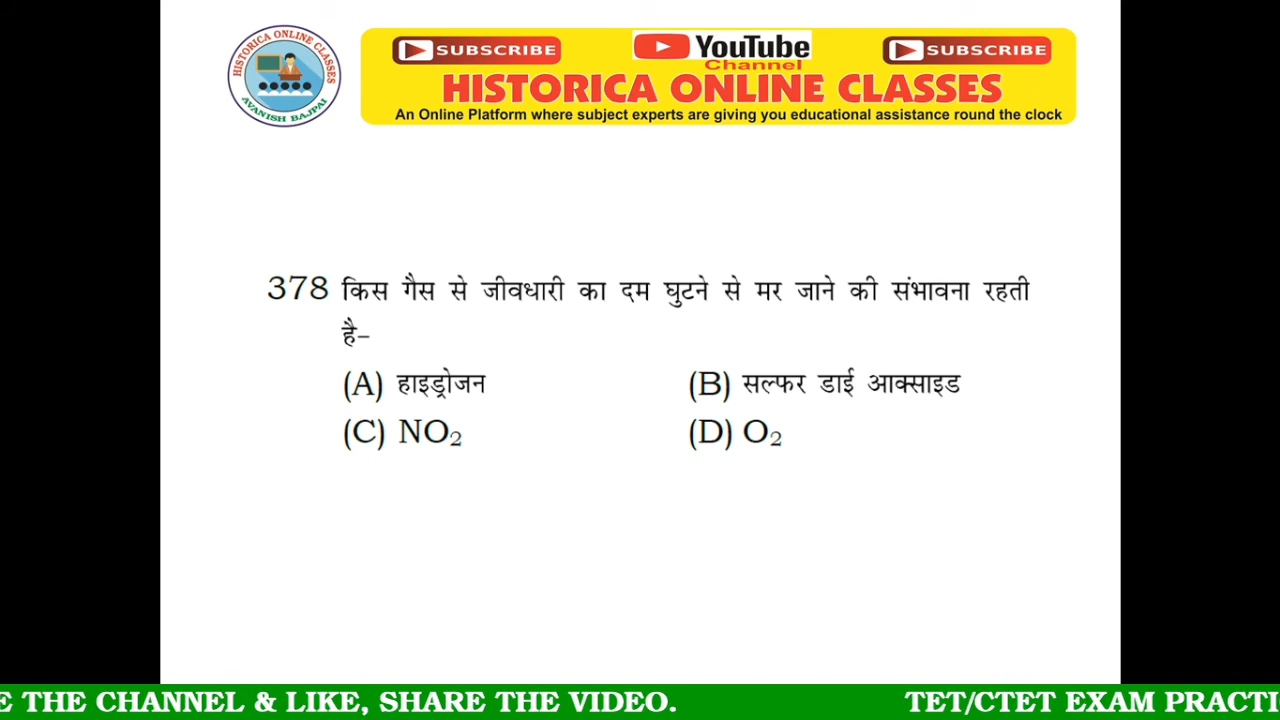 HISTORICA ONLINE CLASSES
AVANISH BAJPAI
SUBSCRIBE
YouTube
SUBSCRIBE
Channel
HISTORICA ONLINE CLASSES
An Online Platform where subject experts are giving you educational assistance round the clock
378 किस गैस से जीवधारी का दम घुटने से मर जाने की संभावना रहती
है-
(A) हाइड्रोजन (B) सल्फर डाई आक्साइड
(C) NO₂ (D) O₂
E THE CHANNEL & LIKE, SHARE THE VIDEO. TET/CTET EXAM PRACTI